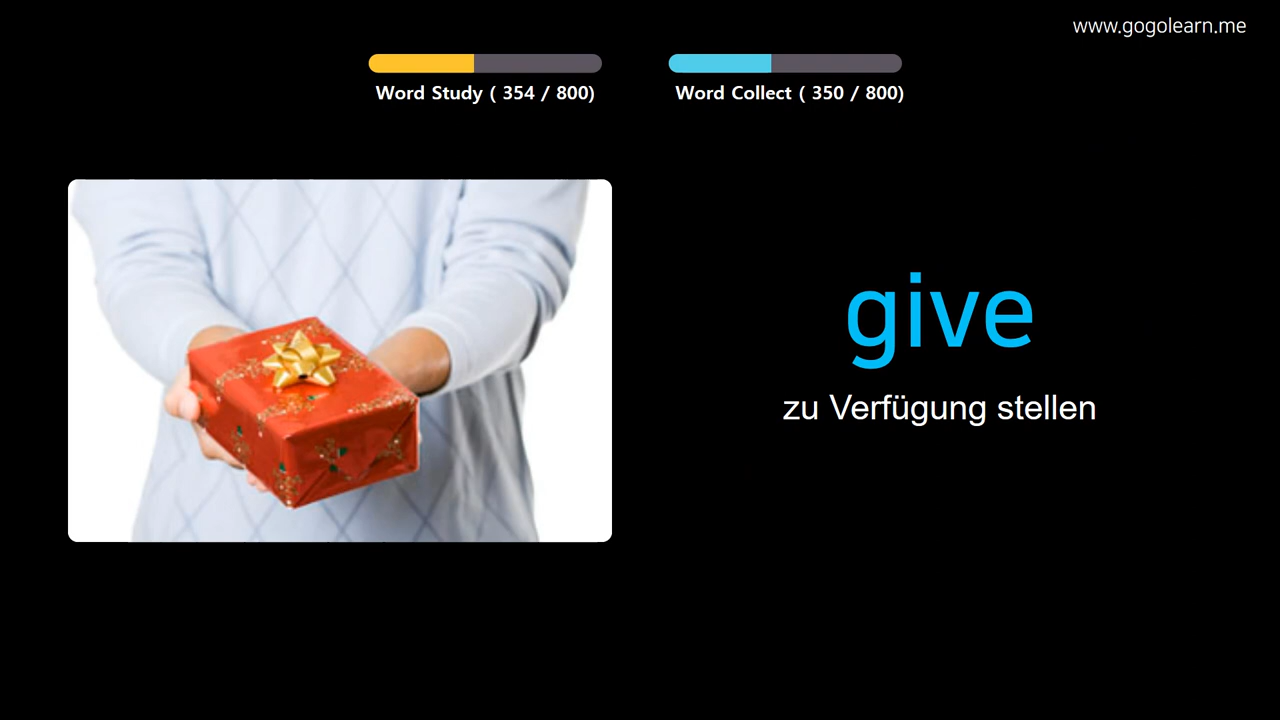 www.gogolearn.me
Word Study ( 354 / 800)
Word Collect ( 350 / 800)
give
zu Verfügung stellen